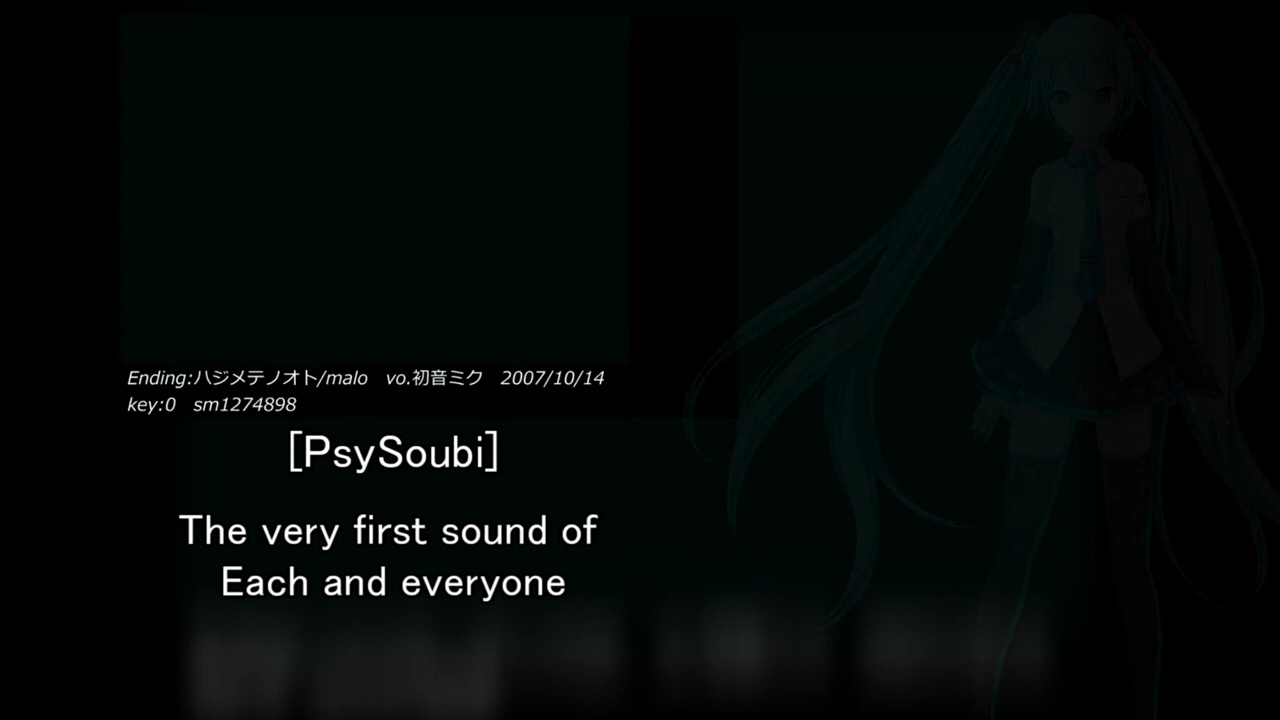 Ending:ハジメテノオト/malo vo.初音ミク 2007/10/14
key:0 sm1274898
[PsySoubi]
The very first sound of
Each and everyone